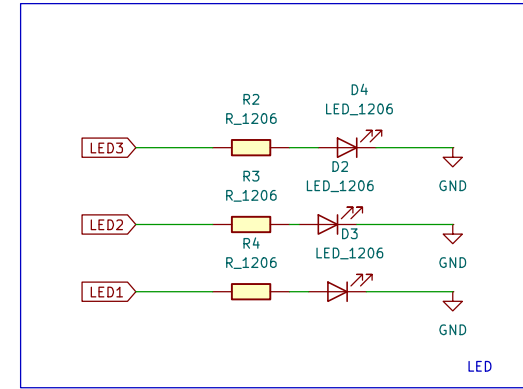 D4
R2
LED_1206
R_1206
LED3
D2
R3
LED_1206
GND
R_1206
LED2
D3
R4
LED_1206
R_1206
GND
LED1
GND
LED